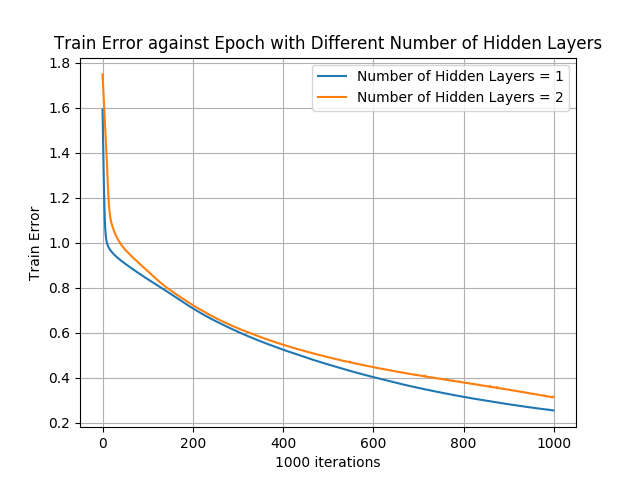 Train Error against Epoch with Different Number of Hidden Layers
Number of Hidden Layers = 1
Number of Hidden Layers = 2
Train Error
1.8
1.6
1.4
1.2
1.0
0.8
0.6
0.4
0.2
0 200 400 600 800 1000
1000 iterations